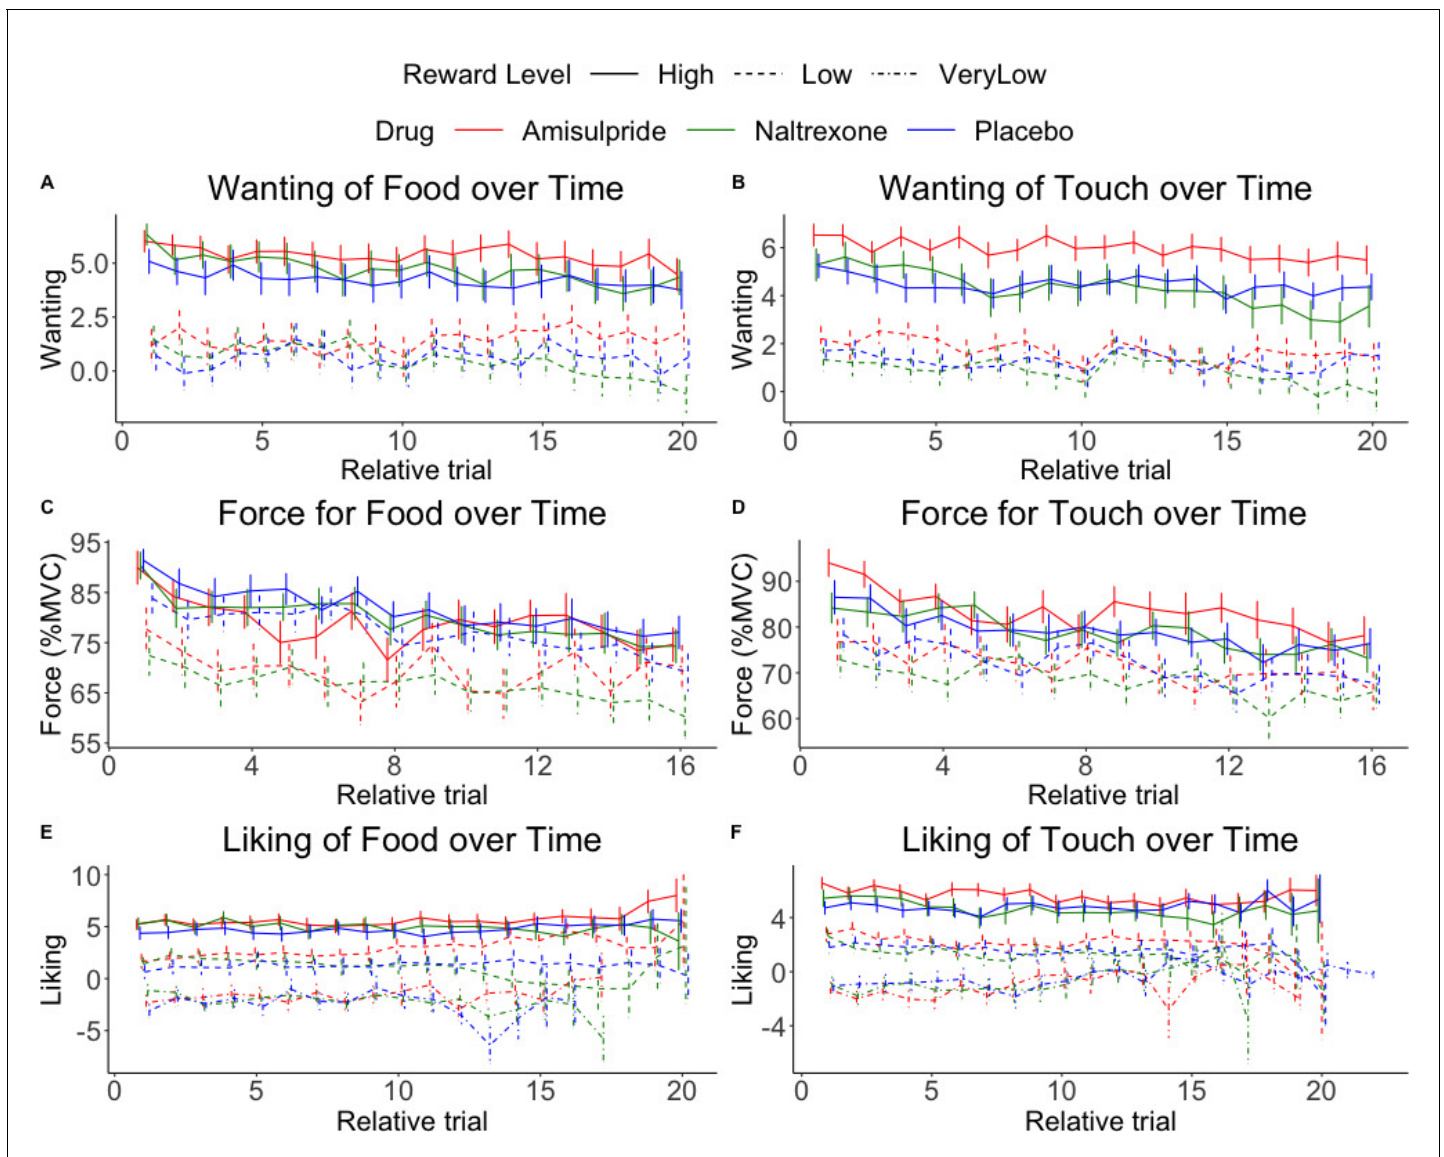 Reward Level High Low VeryLow
Drug Amisulpride Naltrexone Placebo
A Wanting of Food over Time
Wanting
5.0
2.5
0.0
0 5 10 15 20
Relative trial
B Wanting of Touch over Time
Wanting
6
4
2
0
0 5 10 15 20
Relative trial
C Force for Food over Time
Force (%MVC)
95
85
75
65
55
0 4 8 12 16
Relative trial
D Force for Touch over Time
Force (%MVC)
90
80
70
60
0 4 8 12 16
Relative trial
E Liking of Food over Time
Liking
10
5
0
-5
0 5 10 15 20
Relative trial
F Liking of Touch over Time
Liking
4
0
-4
0 5 10 15 20
Relative trial